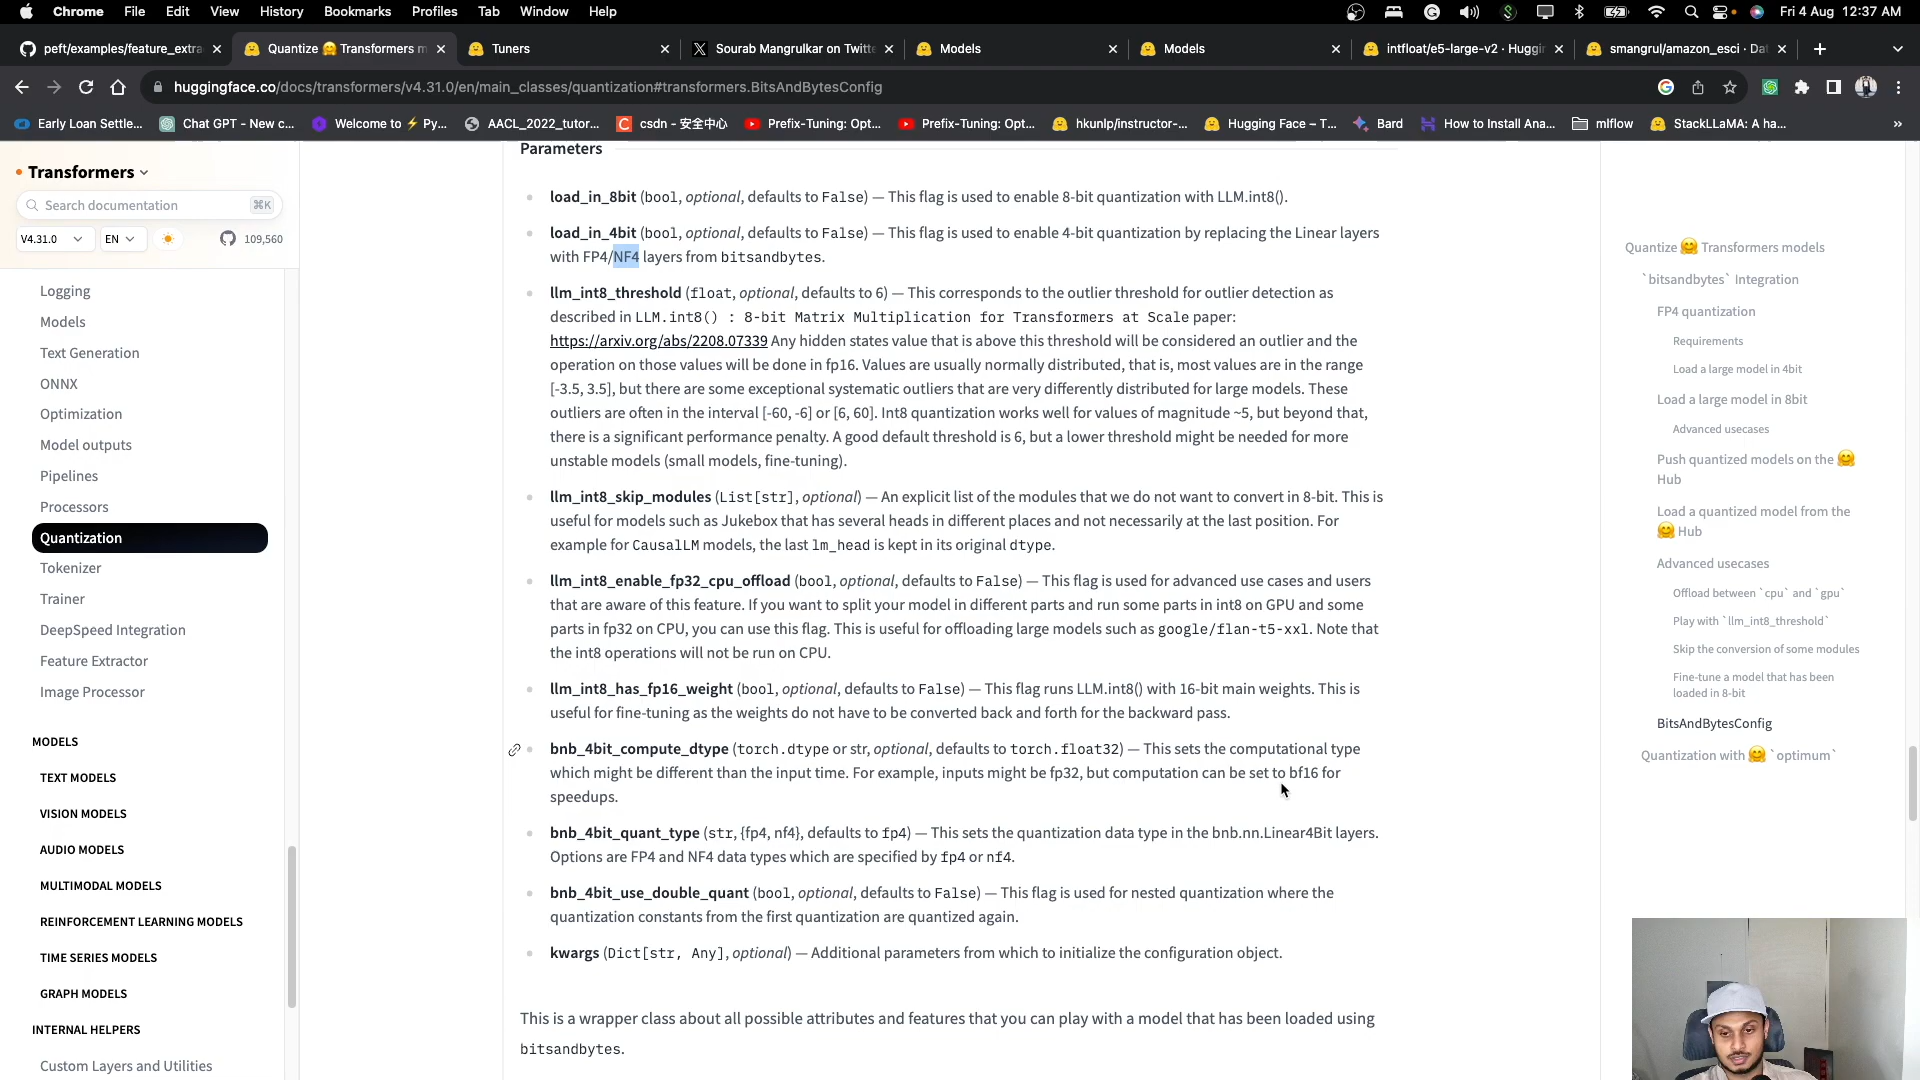 Chrome File Edit View History Bookmarks Profiles Tab Window Help Fri 4 Aug 12:37 AM
peft/examples/feature_extra Quantize 🤗 Transformers m Tuners Sourab Mangrulkar on Twitte Models Models intfloat/e5-large-v2 · Huggin smangrul/amazon_esci · Dat
huggingface.co/docs/transformers/v4.31.0/en/main_classes/quantization#transformers.BitsAndBytesConfig
Early Loan Settle... Chat GPT - New c... Welcome to ⚡ Py... AACL_2022_tutor... csdn - 安全中心 Prefix-Tuning: Opt... Prefix-Tuning: Opt... hkunlp/instructor-... Hugging Face – T... Bard How to Install Ana... mlflow StackLLaMA: A ha... »
Transformers
Search documentation ⌘K
V4.31.0 EN 109,560
Logging
Models
Text Generation
ONNX
Optimization
Model outputs
Pipelines
Processors
Quantization
Tokenizer
Trainer
DeepSpeed Integration
Feature Extractor
Image Processor
MODELS
TEXT MODELS
VISION MODELS
AUDIO MODELS
MULTIMODAL MODELS
REINFORCEMENT LEARNING MODELS
TIME SERIES MODELS
GRAPH MODELS
INTERNAL HELPERS
Custom Layers and Utilities
Parameters
load_in_8bit (bool, optional, defaults to False) — This flag is used to enable 8-bit quantization with LLM.int8().
load_in_4bit (bool, optional, defaults to False) — This flag is used to enable 4-bit quantization by replacing the Linear layers
with FP4/NF4 layers from bitsandbytes.
llm_int8_threshold (float, optional, defaults to 6) — This corresponds to the outlier threshold for outlier detection as
described in LLM.int8() : 8-bit Matrix Multiplication for Transformers at Scale paper:
https://arxiv.org/abs/2208.07339 Any hidden states value that is above this threshold will be considered an outlier and the
operation on those values will be done in fp16. Values are usually normally distributed, that is, most values are in the range
[-3.5, 3.5], but there are some exceptional systematic outliers that are very differently distributed for large models. These
outliers are often in the interval [-60, -6] or [6, 60]. Int8 quantization works well for values of magnitude ~5, but beyond that,
there is a significant performance penalty. A good default threshold is 6, but a lower threshold might be needed for more
unstable models (small models, fine-tuning).
llm_int8_skip_modules (List[str], optional) — An explicit list of the modules that we do not want to convert in 8-bit. This is
useful for models such as Jukebox that has several heads in different places and not necessarily at the last position. For
example for CausalLM models, the last lm_head is kept in its original dtype.
llm_int8_enable_fp32_cpu_offload (bool, optional, defaults to False) — This flag is used for advanced use cases and users
that are aware of this feature. If you want to split your model in different parts and run some parts in int8 on GPU and some
parts in fp32 on CPU, you can use this flag. This is useful for offloading large models such as google/flan-t5-xxl. Note that
the int8 operations will not be run on CPU.
llm_int8_has_fp16_weight (bool, optional, defaults to False) — This flag runs LLM.int8() with 16-bit main weights. This is
useful for fine-tuning as the weights do not have to be converted back and forth for the backward pass.
bnb_4bit_compute_dtype (torch.dtype or str, optional, defaults to torch.float32) — This sets the computational type
which might be different than the input time. For example, inputs might be fp32, but computation can be set to bf16 for
speedups.
bnb_4bit_quant_type (str, {fp4, nf4}, defaults to fp4) — This sets the quantization data type in the bnb.nn.Linear4Bit layers.
Options are FP4 and NF4 data types which are specified by fp4 or nf4.
bnb_4bit_use_double_quant (bool, optional, defaults to False) — This flag is used for nested quantization where the
quantization constants from the first quantization are quantized again.
kwargs (Dict[str, Any], optional) — Additional parameters from which to initialize the configuration object.
This is a wrapper class about all possible attributes and features that you can play with a model that has been loaded using
bitsandbytes.
Quantize 🤗 Transformers models
`bitsandbytes` Integration
FP4 quantization
Requirements
Load a large model in 4bit
Load a large model in 8bit
Advanced usecases
Push quantized models on the 🤗
Hub
Load a quantized model from the
🤗 Hub
Advanced usecases
Offload between `cpu` and `gpu`
Play with `llm_int8_threshold`
Skip the conversion of some modules
Fine-tune a model that has been
loaded in 8-bit
BitsAndBytesConfig
Quantization with 🤗 `optimum`